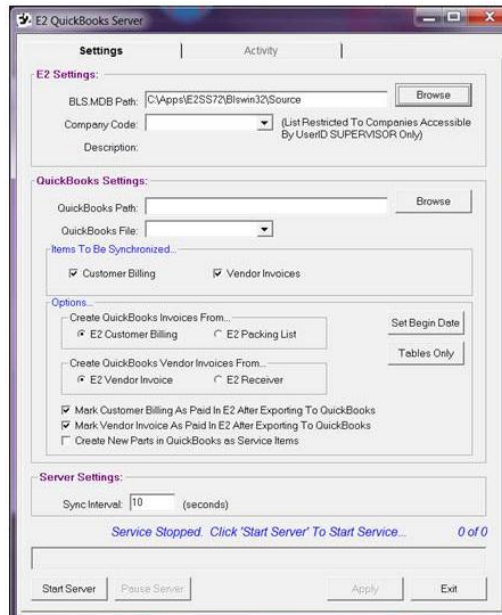 E2 QuickBooks Server
Settings
Activity
E2 Settings:
BLS.MDB Path: C:\Apps\E2SS72\Blswin32\Source
Browse
Company Code:
(List Restricted To Companies Accessible
By UserID SUPERVISOR Only)
Description:
QuickBooks Settings:
QuickBooks Path:
Browse
QuickBooks File:
Items To Be Synchronized...
Customer Billing
Vendor Invoices
Options...
Create QuickBooks Invoices From...
E2 Customer Billing
E2 Packing List
Set Begin Date
Tables Only
Create QuickBooks Vendor Invoices From...
E2 Vendor Invoice
E2 Receiver
Mark Customer Billing As Paid In E2 After Exporting To QuickBooks
Mark Vendor Invoice As Paid In E2 After Exporting To QuickBooks
Create New Parts in QuickBooks as Service Items
Server Settings:
Sync Interval: 10 (seconds)
Service Stopped. Click 'Start Server' To Start Service... 0 of 0
Start Server
Pause Server
Apply
Exit